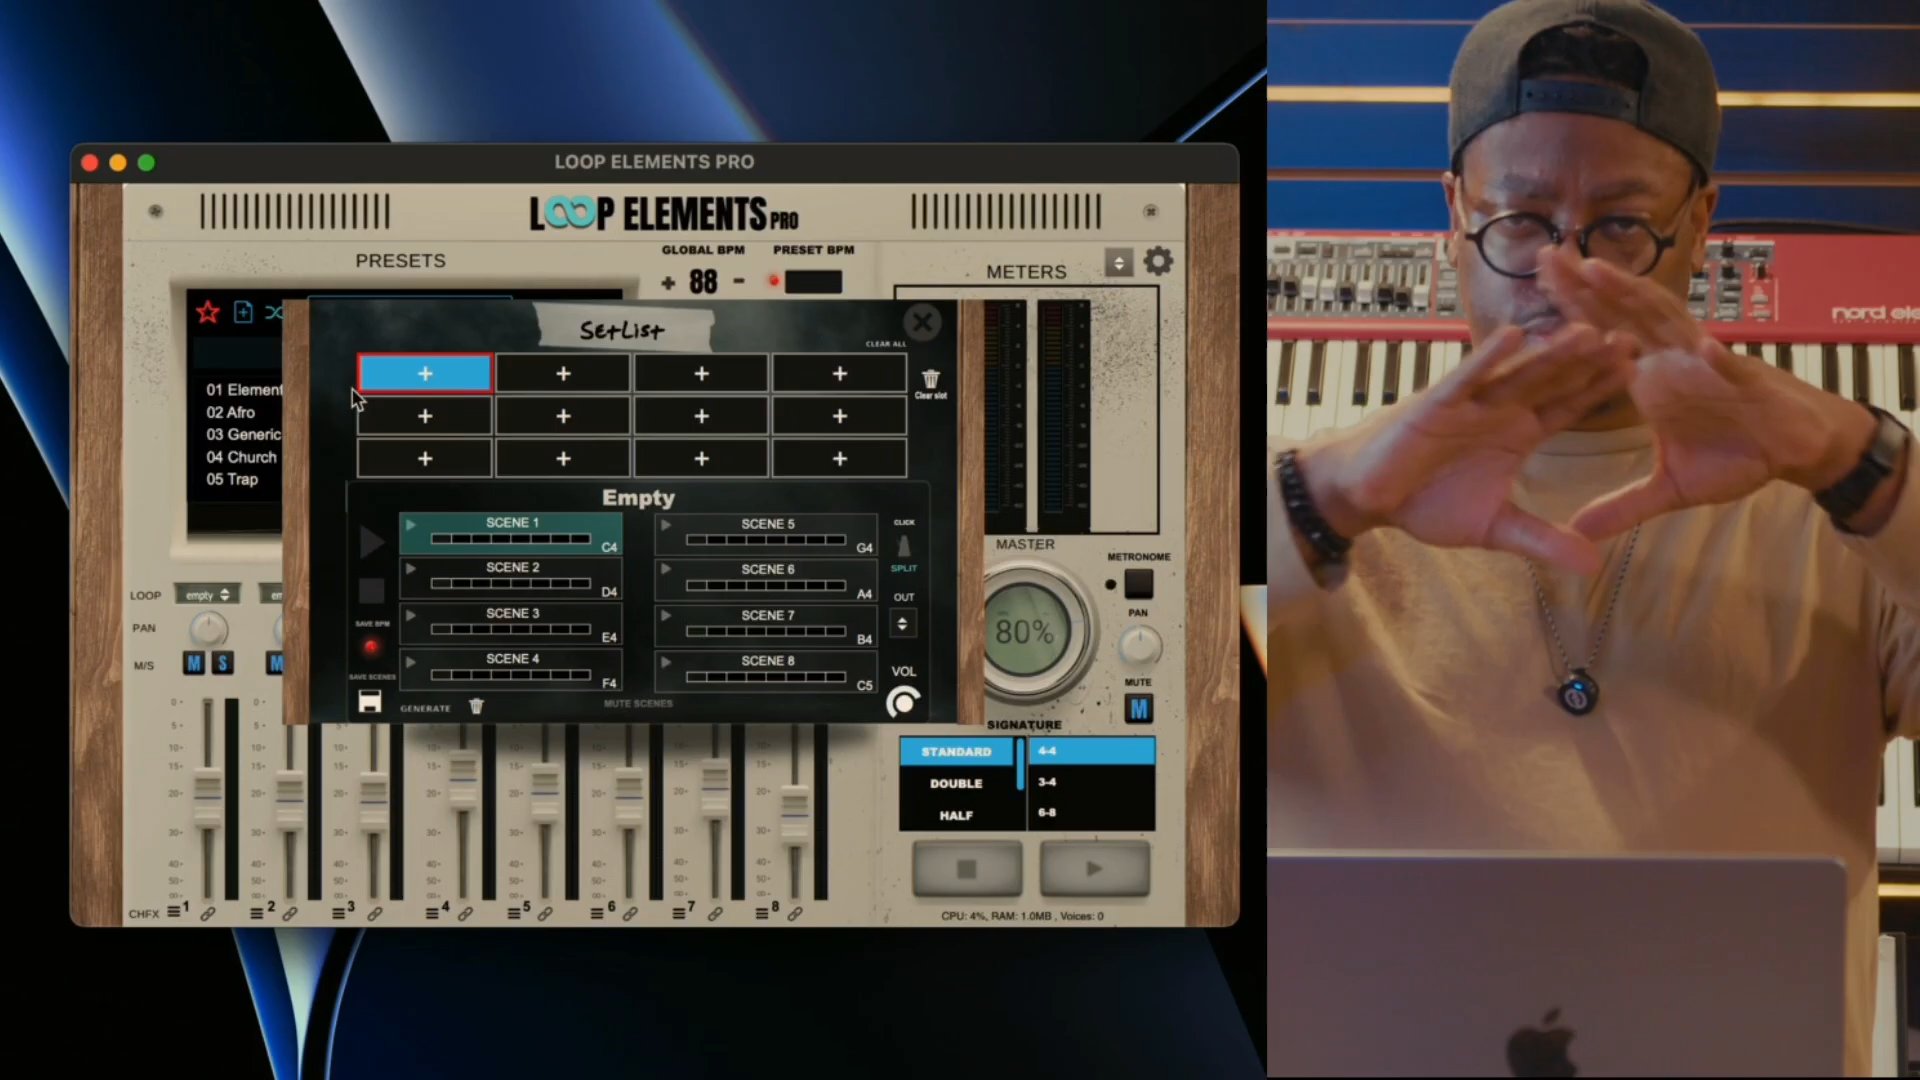 LOOP ELEMENTS PRO
LOOP ELEMENTS PRO
PRESETS
GLOBAL BPM
PRESET BPM
+ 88 -
METERS
SetList
CLEAR ALL
+ + + +
Clear slot
+ + + +
+ + + +
01 Element
02 Afro
03 Generic
04 Church
05 Trap
Empty
SCENE 1
C4
SCENE 2
D4
SCENE 3
E4
SCENE 4
F4
SCENE 5
G4
SCENE 6
A4
SCENE 7
B4
SCENE 8
C5
CLICK
SPLIT
OUT
VOL
SAVE BPM
SAVE SCENES
GENERATE
MUTE SCENES
LOOP
empty
em
PAN
M/S
M S M
MASTER
80%
METRONOME
PAN
MUTE
M
SIGNATURE
STANDARD
DOUBLE
HALF
4-4
3-4
6-8
CHFX
1 2 3 4 5 6 7 8
CPU: 4%, RAM: 1.0MB , Voices: 0
nord ele